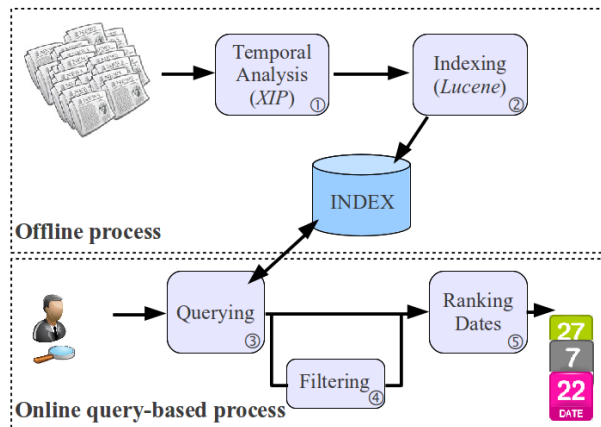 Temporal
Analysis
(XIP)
①
Indexing
(Lucene)
②
INDEX
Offline process
Querying
③
Filtering
④
Ranking
Dates
⑤
27
7
22
DATE
Online query-based process